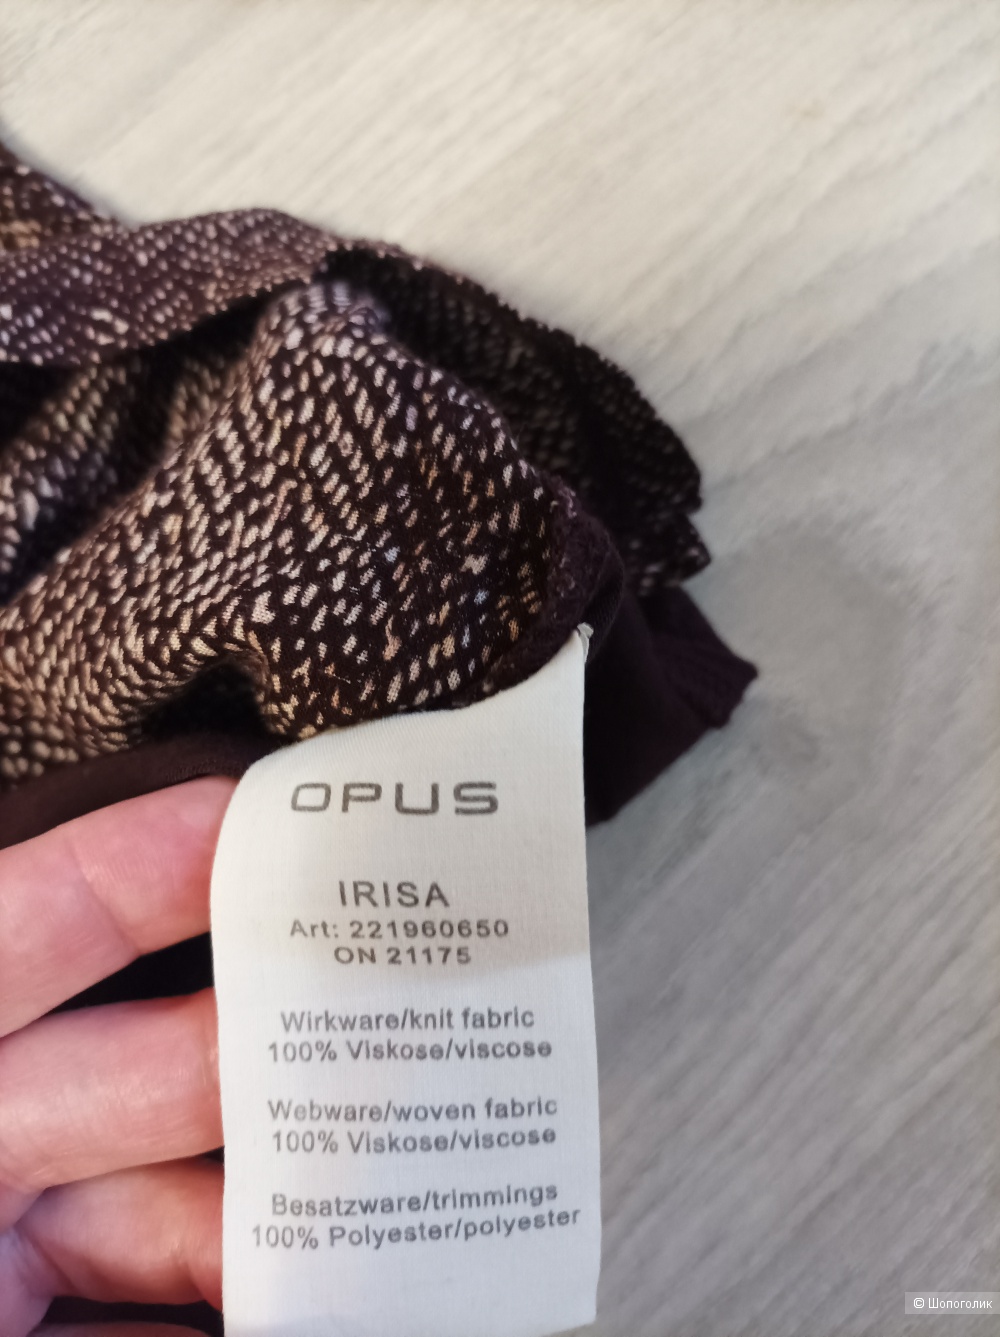 OPUS
IRISA
Art: 221960650
ON 21175
Wirkware/knit fabric
100% Viskose/viscose
Webware/woven fabric
100% Viskose/viscose
Besatzware/trimmings
100% Polyester/polyester
© Шопоголик